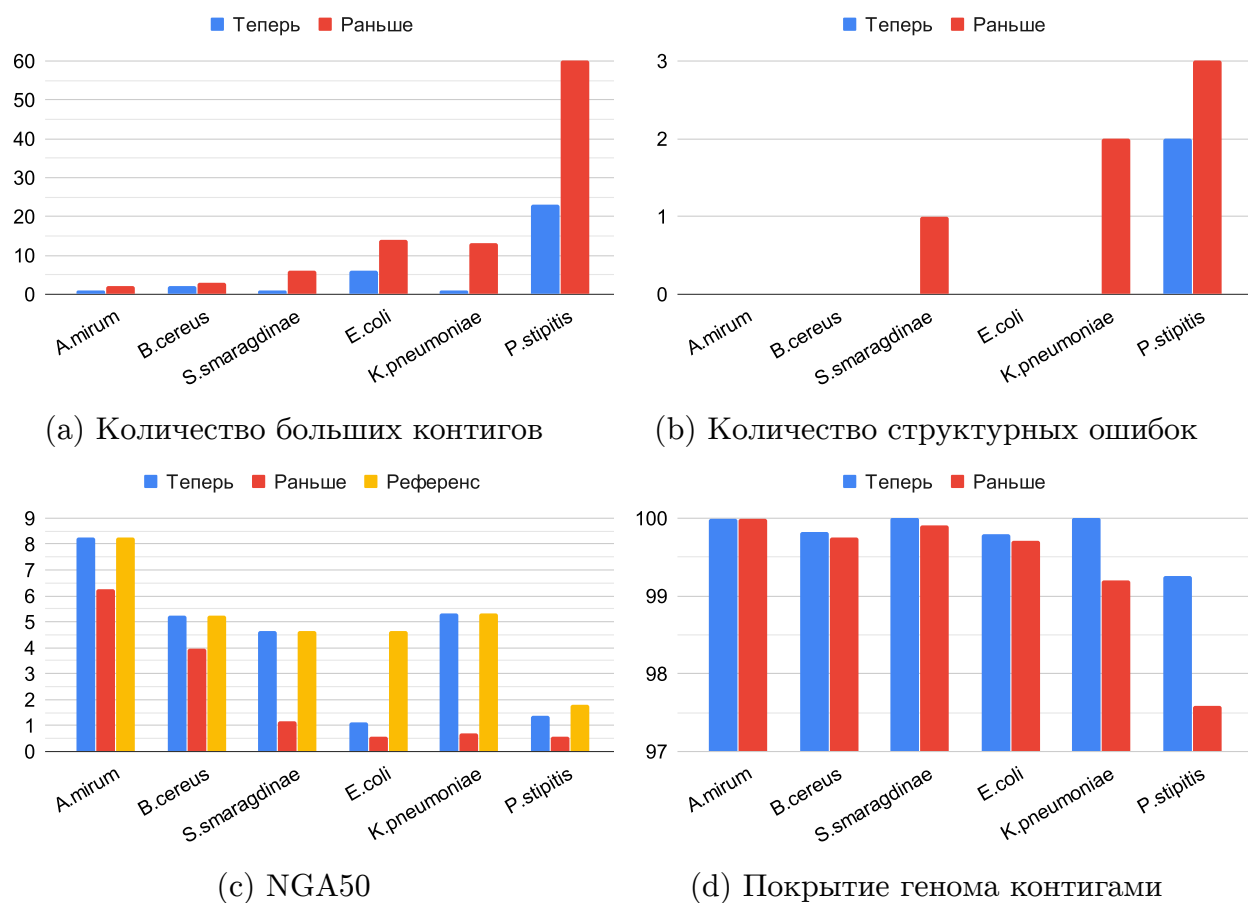 Теперь Раньше
60
50
40
30
20
10
0
A.mirum B.cereus S.smaragdinae E.coli K.pneumoniae P.stipitis
(a) Количество больших контигов
Теперь Раньше
3
2
1
0
A.mirum B.cereus S.smaragdinae E.coli K.pneumoniae P.stipitis
(b) Количество структурных ошибок
Теперь Раньше Референс
9
8
7
6
5
4
3
2
1
0
A.mirum B.cereus S.smaragdinae E.coli K.pneumoniae P.stipitis
(c) NGA50
Теперь Раньше
100
99
98
97
A.mirum B.cereus S.smaragdinae E.coli K.pneumoniae P.stipitis
(d) Покрытие генома контигами